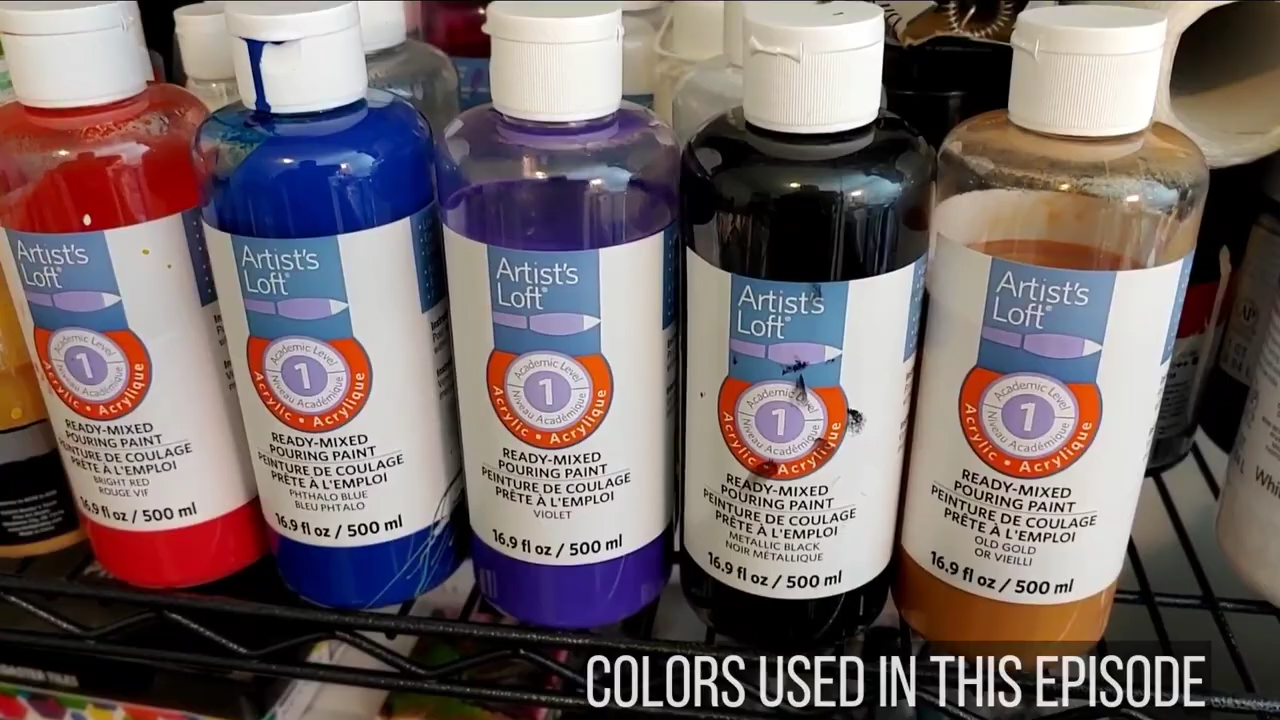 Artist's
Loft®
Academic Level
1
Niveau Académique
Acrylic • Acrylique
READY-MIXED
POURING PAINT
PEINTURE DE COULAGE
PRÊTE À L'EMPLOI
BRIGHT RED
ROUGE VIF
16.9 fl oz / 500 ml
Artist's
Loft®
Academic Level
1
Niveau Académique
Acrylic • Acrylique
READY-MIXED
POURING PAINT
PEINTURE DE COULAGE
PRÊTE À L'EMPLOI
PHTHALO BLUE
BLEU PHTALO
16.9 fl oz / 500 ml
Artist's
Loft®
Academic Level
1
Niveau Académique
Acrylic • Acrylique
READY-MIXED
POURING PAINT
PEINTURE DE COULAGE
PRÊTE À L'EMPLOI
VIOLET
16.9 fl oz / 500 ml
Artist's
Loft®
Academic Level
1
Niveau Académique
Acrylic • Acrylique
READY-MIXED
POURING PAINT
PEINTURE DE COULAGE
PRÊTE À L'EMPLOI
METALLIC BLACK
NOIR MÉTALLIQUE
16.9 fl oz / 500 ml
Artist's
Loft®
Academic Level
1
Niveau Académique
Acrylic • Acrylique
READY-MIXED
POURING PAINT
PEINTURE DE COULAGE
PRÊTE À L'EMPLOI
OLD GOLD
OR VIEILLI
16.9 fl oz / 500 ml
COLORS USED IN THIS EPISODE